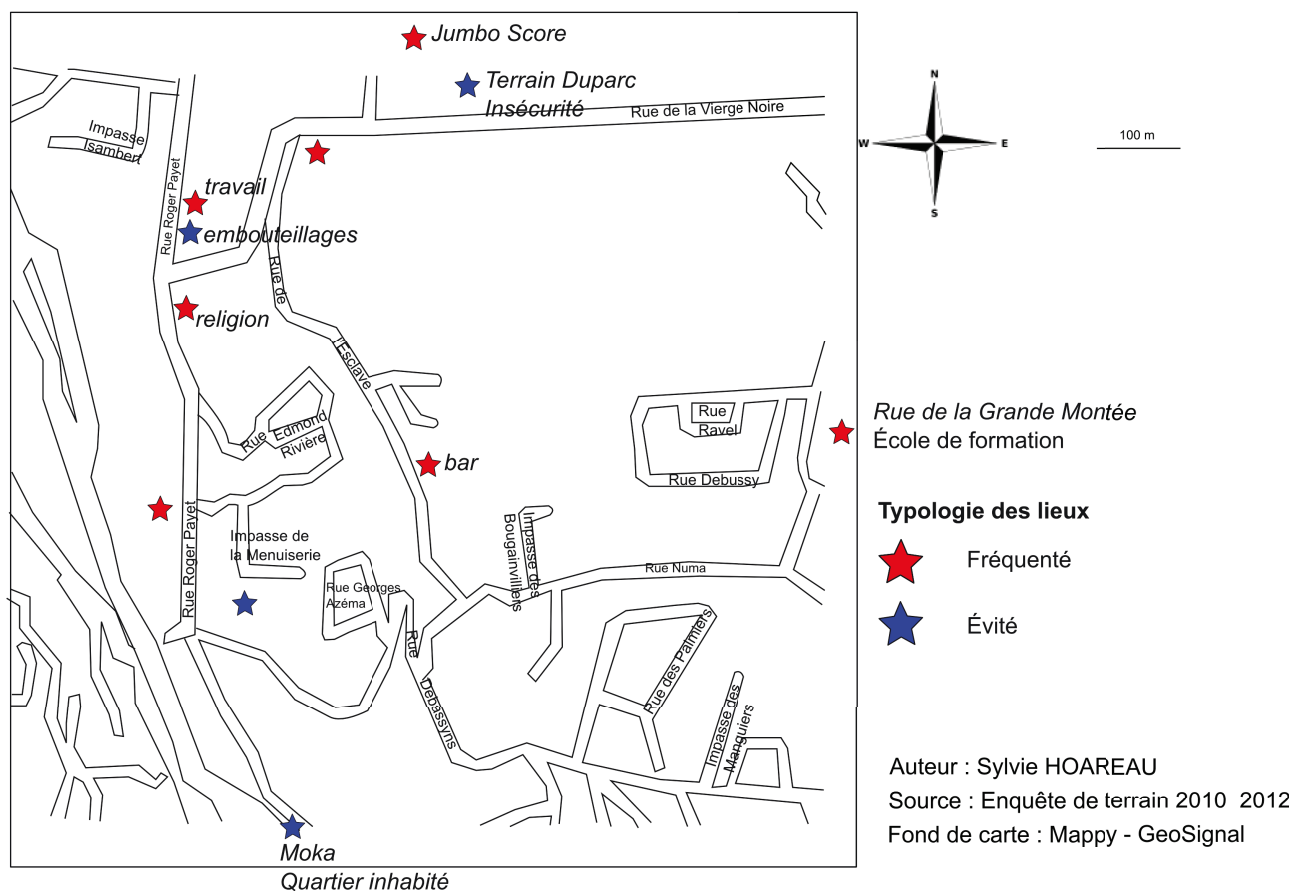 Jumbo Score
Terrain Duparc
Insécurité
Rue de la Vierge Noire
N
W
E
S
100 m
Impasse
Isambert
Rue Roger Payet
travail
embouteillages
Rue de
religion
l'Esclave
Rue
Edmond
Rivière
bar
Rue
Ravel
Rue Debussy
Rue de la Grande Montée
École de formation
Typologie des lieux
Fréquenté
Évité
Rue Roger Payet
Impasse de
la Menuiserie
Impasse des
Bougainvilliers
Rue Numa
Rue Georges
Azéma
Rue
Debassyns
Rue des Palmiers
Impasse des
Manguiers
Auteur : Sylvie HOAREAU
Source : Enquête de terrain 2010 2012
Fond de carte : Mappy - GeoSignal
Moka
Quartier inhabité